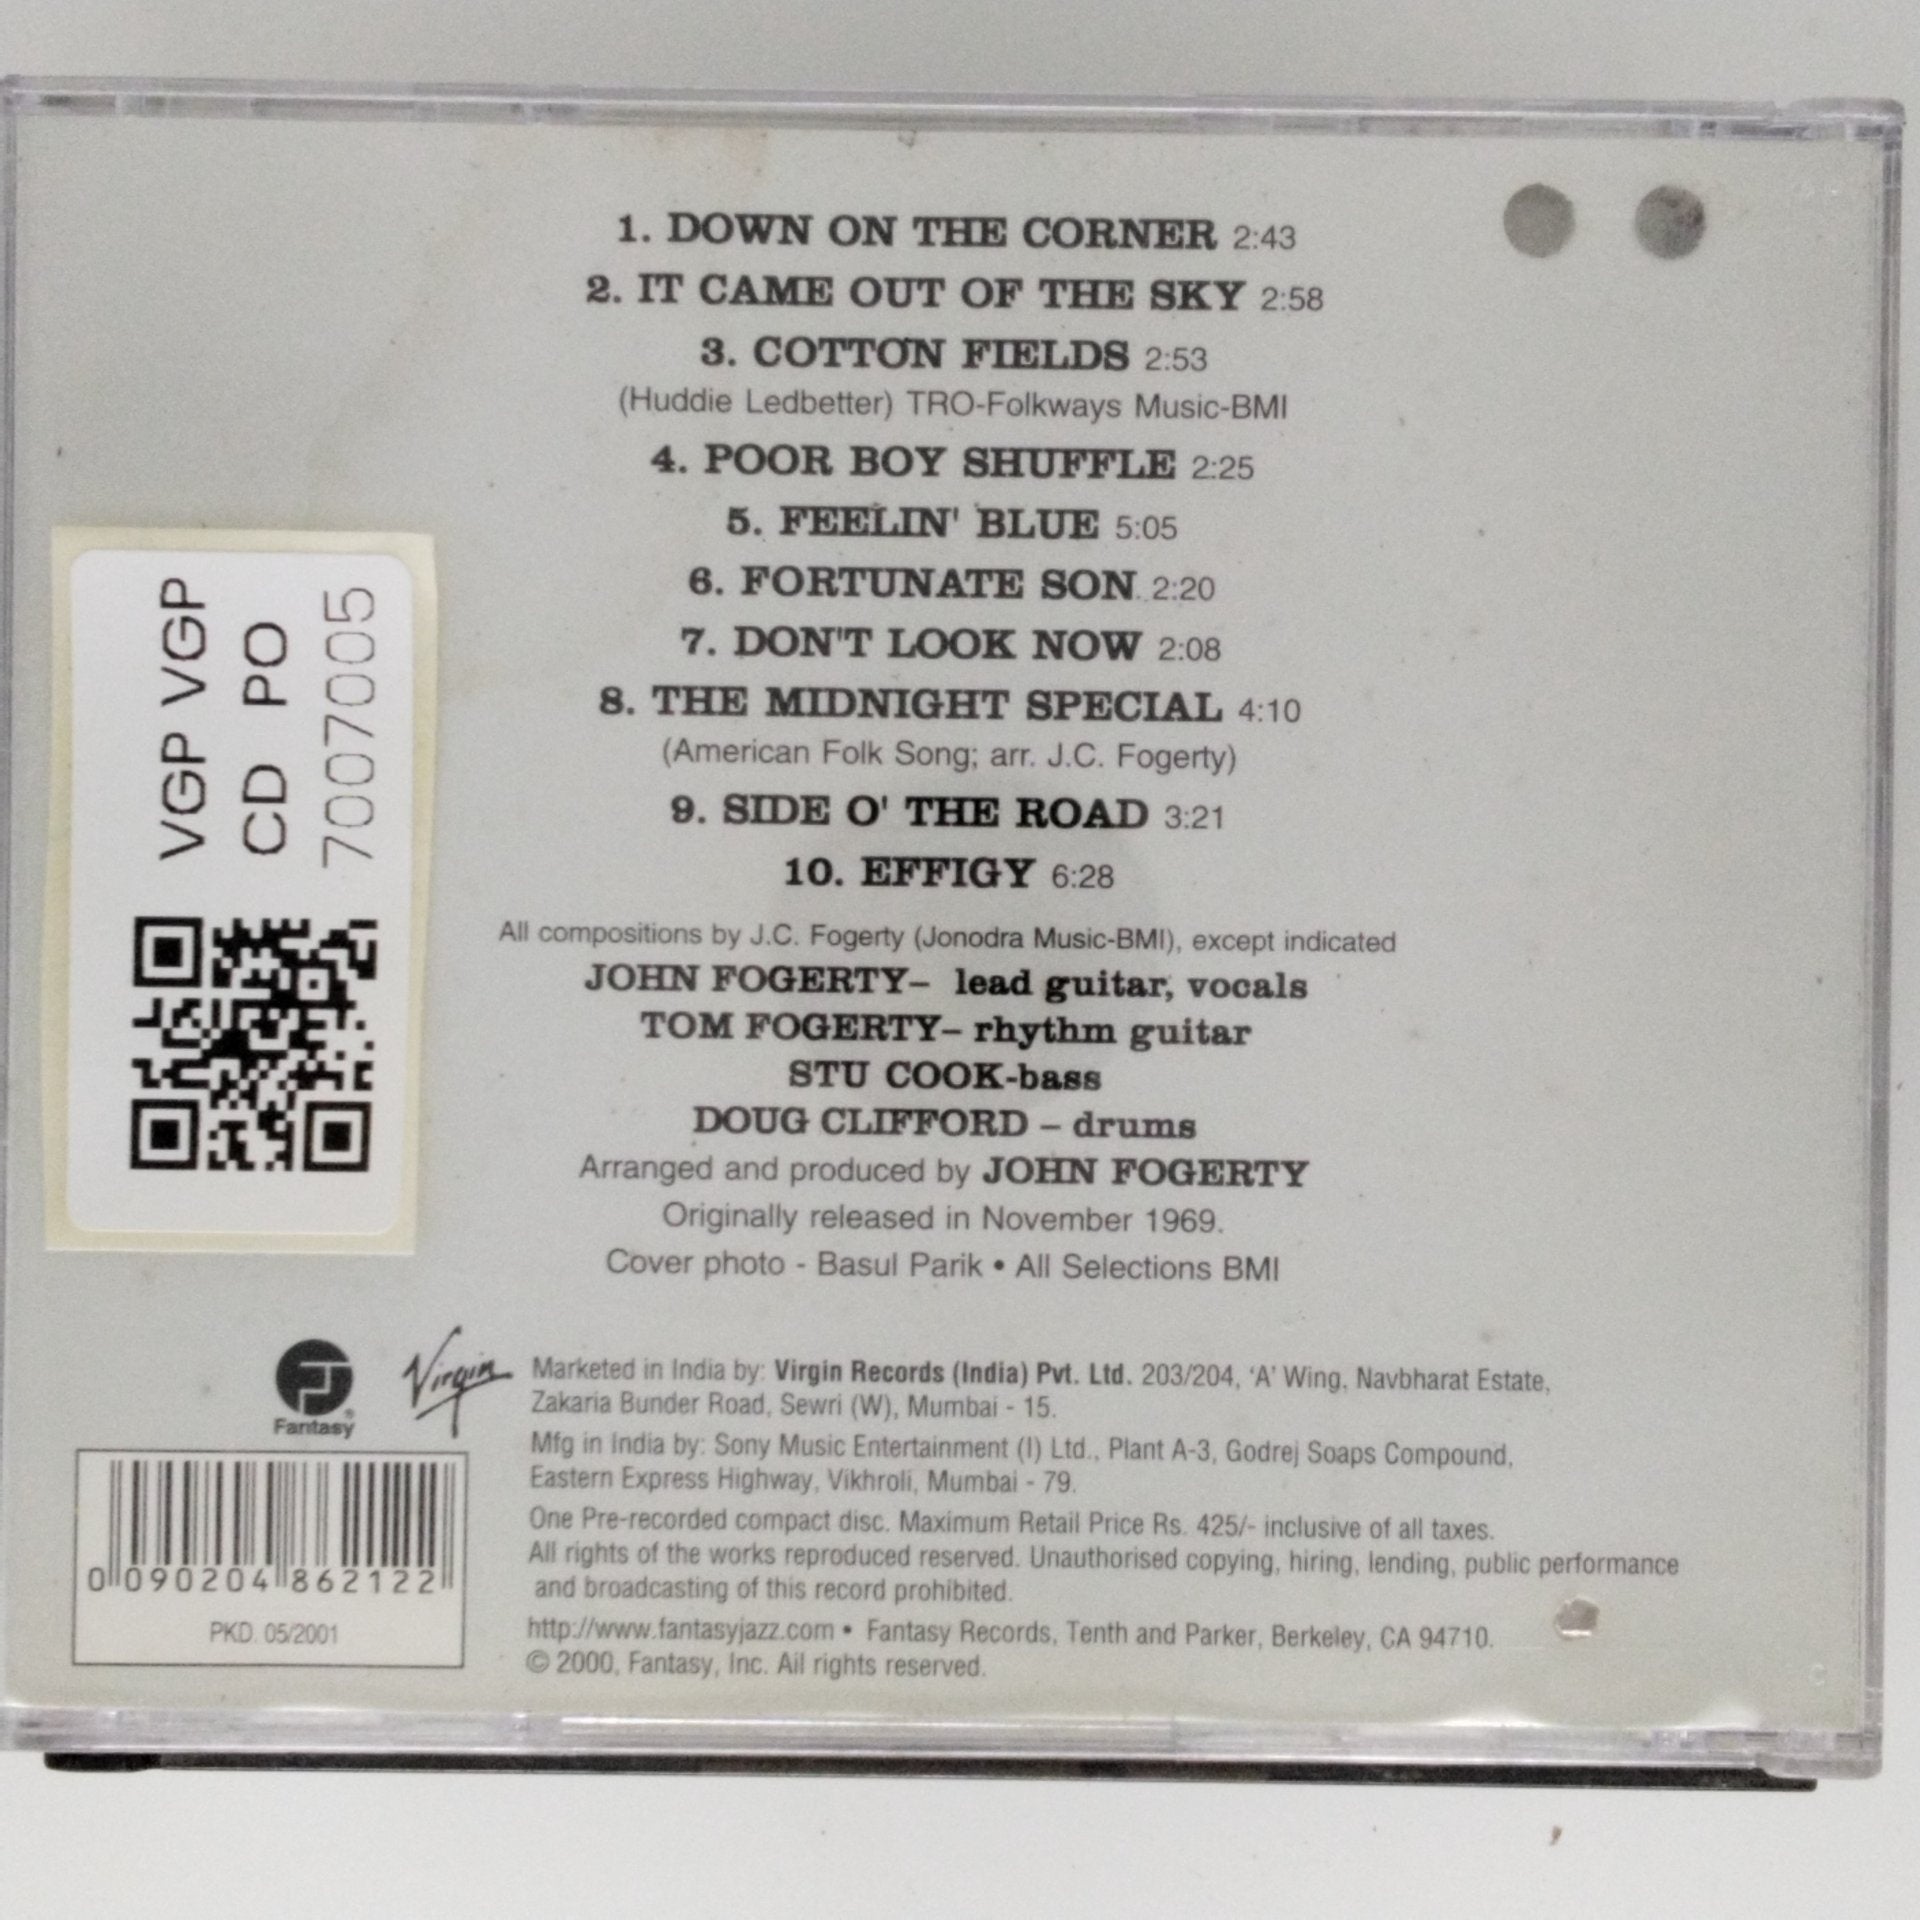 1. DOWN ON THE CORNER 2:43
2. IT CAME OUT OF THE SKY 2:58
3. COTTON FIELDS 2:53
(Huddie Ledbetter) TRO-Folkways Music-BMI
4. POOR BOY SHUFFLE 2:25
5. FEELIN' BLUE 5:05
6. FORTUNATE SON 2:20
7. DON'T LOOK NOW 2:08
8. THE MIDNIGHT SPECIAL 4:10
(American Folk Song; arr. J.C. Fogerty)
9. SIDE O' THE ROAD 3:21
10. EFFIGY 6:28
All compositions by J.C. Fogerty (Jonodra Music-BMI), except indicated
JOHN FOGERTY– lead guitar, vocals
TOM FOGERTY– rhythm guitar
STU COOK-bass
DOUG CLIFFORD – drums
Arranged and produced by JOHN FOGERTY
Originally released in November 1969.
Cover photo - Basul Parik • All Selections BMI
VGP VGP
CD PO
7007005
Fantasy®
Virgin
Marketed in India by: Virgin Records (India) Pvt. Ltd. 203/204, 'A' Wing, Navbharat Estate,
Zakaria Bunder Road, Sewri (W), Mumbai - 15.
Mfg in India by: Sony Music Entertainment (I) Ltd., Plant A-3, Godrej Soaps Compound,
Eastern Express Highway, Vikhroli, Mumbai - 79.
One Pre-recorded compact disc. Maximum Retail Price Rs. 425/- inclusive of all taxes.
All rights of the works reproduced reserved. Unauthorised copying, hiring, lending, public performance
and broadcasting of this record prohibited.
http://www.fantasyjazz.com • Fantasy Records, Tenth and Parker, Berkeley, CA 94710.
© 2000, Fantasy, Inc. All rights reserved.
0 090204 862122
PKD. 05/2001